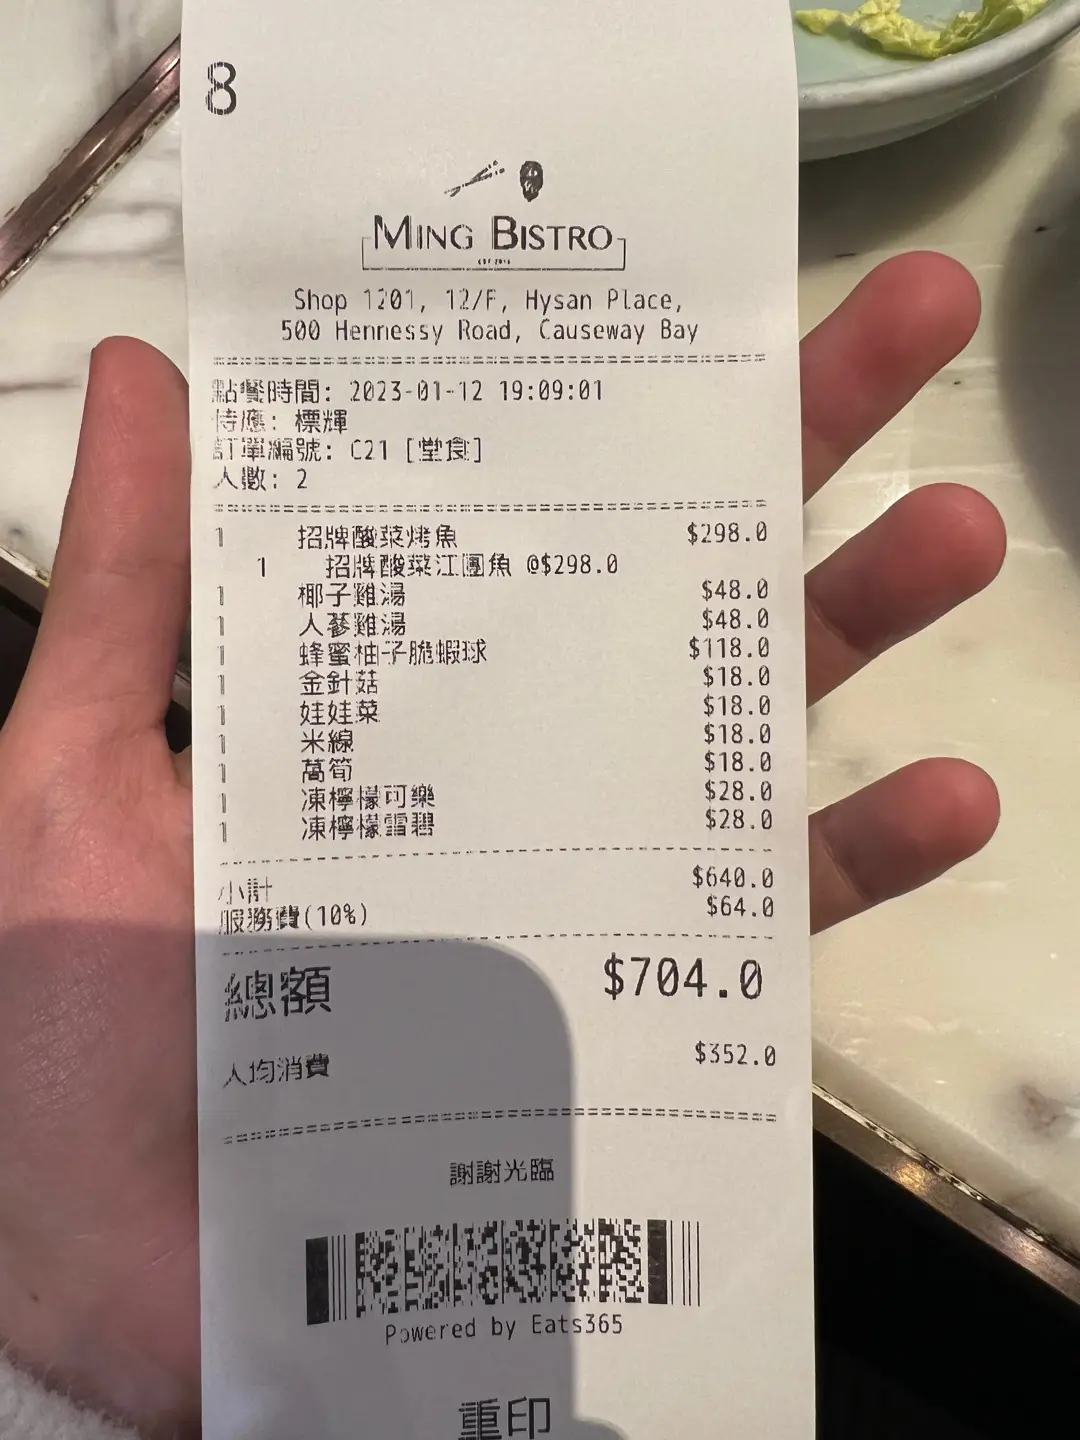 8
MING BISTRO
EST 2016
Shop 1201, 12/F, Hysan Place,
500 Hennessy Road, Causeway Bay
點餐時間: 2023-01-12 19:09:01
侍應: 標輝
訂單編號: C21 [堂食]
人數: 2
1 招牌酸菜烤魚 $298.0
1 招牌酸菜江團魚 @$298.0
1 椰子雞湯 $48.0
1 人蔘雞湯 $48.0
1 蜂蜜柚子脆蝦球 $118.0
1 金針菇 $18.0
1 娃娃菜 $18.0
1 米線 $18.0
1 萵筍 $18.0
1 凍檸檬可樂 $28.0
1 凍檸檬雪碧 $28.0
小計 $640.0
服務費(10%) $64.0
總額 $704.0
人均消費 $352.0
謝謝光臨
Powered by Eats365
重印